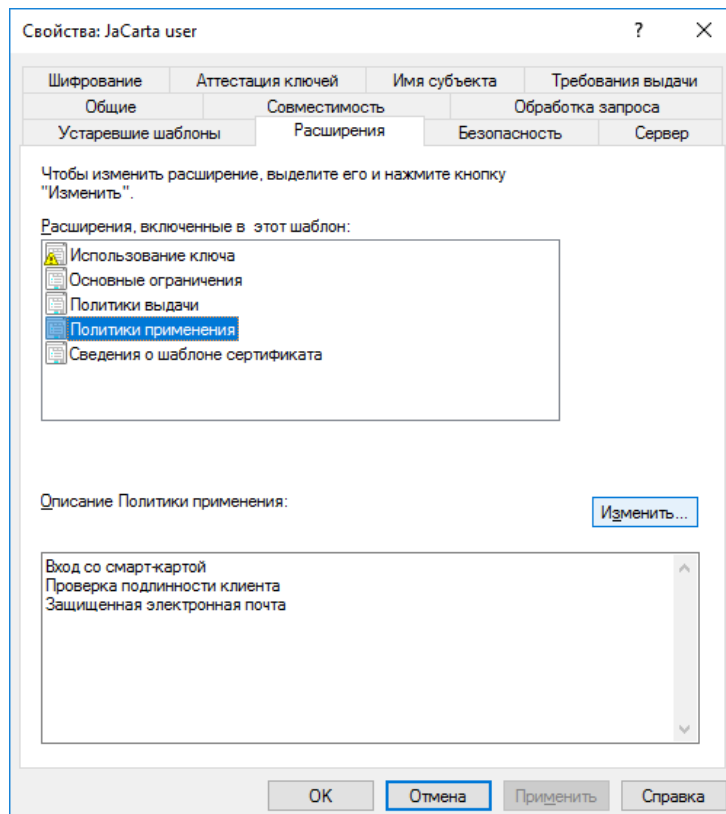 Свойства: JaCarta user
?
Шифрование
Аттестация ключей
Имя субъекта
Требования выдачи
Общие
Совместимость
Обработка запроса
Устаревшие шаблоны
Расширения
Безопасность
Сервер
Чтобы изменить расширение, выделите его и нажмите кнопку
"Изменить".
Расширения, включенные в этот шаблон:
Использование ключа
Основные ограничения
Политики выдачи
Политики применения
Сведения о шаблоне сертификата
Описание Политики применения:
Изменить...
Вход со смарт-картой
Проверка подлинности клиента
Защищенная электронная почта
OK
Отмена
Применить
Справка